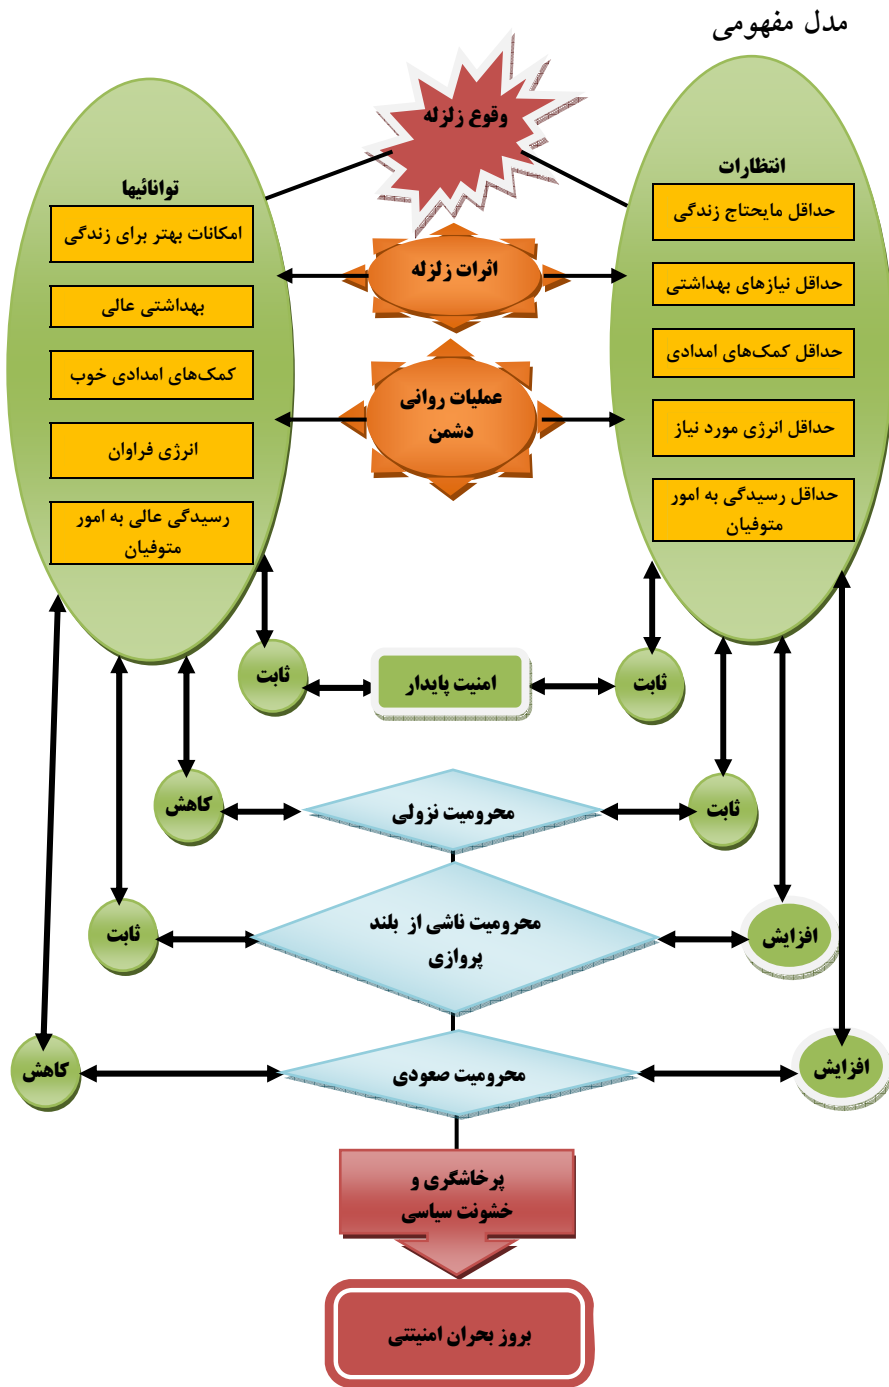 مدل مفهومی
وقوع زلزله
انتظارات
حداقل مایحتاج زندگی
حداقل نیازهای بهداشتی
حداقل کمک‌های امدادی
حداقل انرژی مورد نیاز
حداقل رسیدگی به امور
متوفیان
توانائیها
امکانات بهتر برای زندگی
بهداشتی عالی
کمک‌های امدادی خوب
انرژی فراوان
رسیدگی عالی به امور
متوفیان
اثرات زلزله
عملیات روانی
دشمن
ثابت
امنیت پایدار
ثابت
ثابت
محرومیت نزولی
کاهش
افزایش
محرومیت ناشی از بلند
پروازی
ثابت
افزایش
محرومیت صعودی
کاهش
پرخاشگری و
خشونت سیاسی
بروز بحران امنیتتی